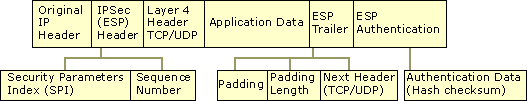 Original
IP
Header
IPSec
(ESP)
Header
Layer 4
Header
TCP/UDP
Application Data
ESP
Trailer
ESP
Authentication
Security Parameters
Index (SPI)
Sequence
Number
Padding
Padding
Length
Next Header
(TCP/UDP)
Authentication Data
(Hash checksum)